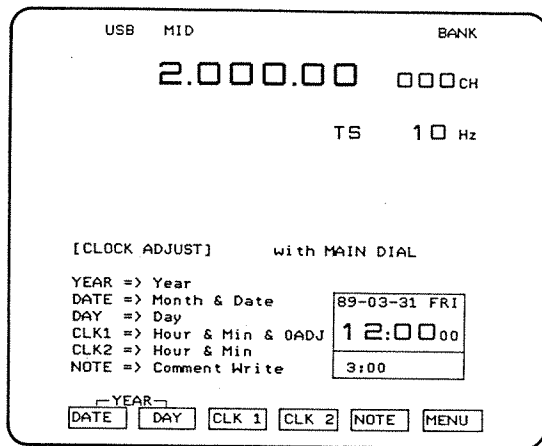 USB MID BANK
2.000.00 000CH
TS 10 Hz
[CLOCK ADJUST] with MAIN DIAL
YEAR => Year
DATE => Month & Date
DAY => Day
CLK1 => Hour & Min & 0ADJ
CLK2 => Hour & Min
NOTE => Comment Write
89-03-31 FRI
12:00 00
3:00
YEAR
DATE DAY CLK 1 CLK 2 NOTE MENU